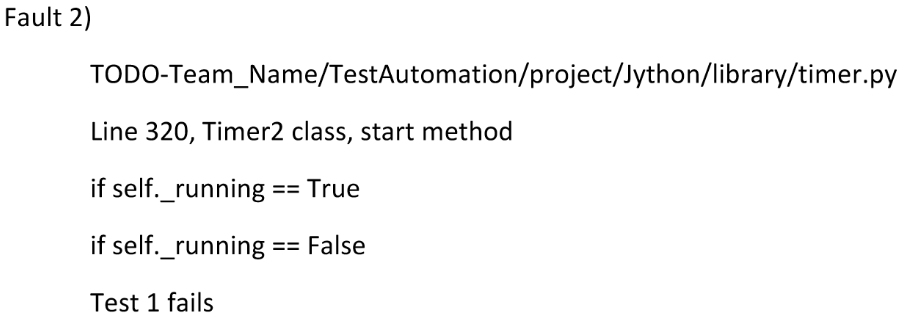 Fault 2)
TODO-Team_Name/TestAutomation/project/Jython/library/timer.py
Line 320, Timer2 class, start method
if self._running == True
if self._running == False
Test 1 fails